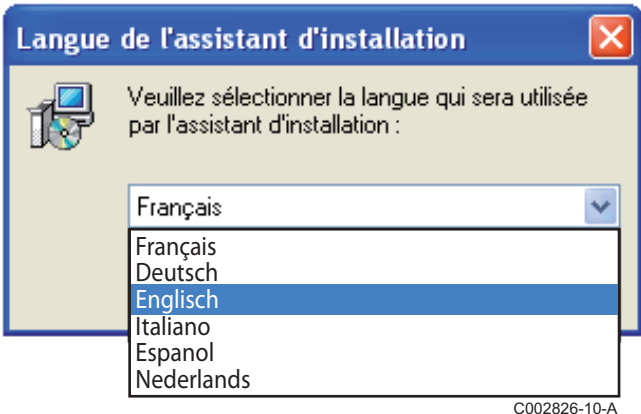 Langue de l'assistant d'installation
Veuillez sélectionner la langue qui sera utilisée
par l'assistant d'installation :
Français
Français
Deutsch
Englisch
Italiano
Espanol
Nederlands
C002826-10-A